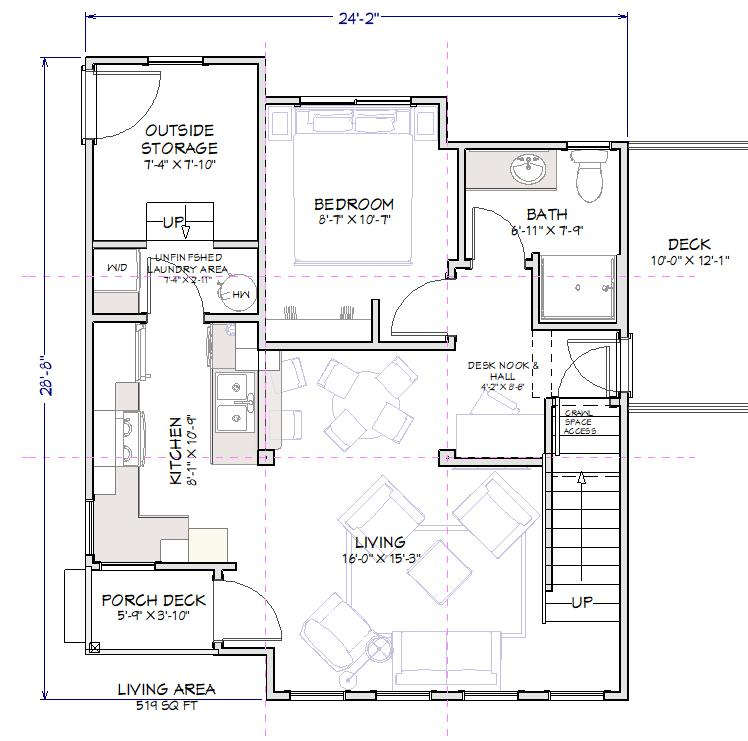 24'-2"
28'-8"
OUTSIDE
STORAGE
7'-4" X 7'-10"
UP
BEDROOM
8'-7" X 10'-7"
BATH
6'-11" X 7'-9"
DECK
10'-0" X 12'-1"
W/D
UNFINFSHED
LAUNDRY AREA
7'-4" X 2'-11"
HW
DESK NOOK &
HALL
4'-2" X 8'-8"
CRAWL
SPACE
ACCESS
KITCHEN
8'-1" X 10'-9"
LIVING
16'-0" X 15'-3"
PORCH DECK
5'-9" X 3'-10"
UP
LIVING AREA
519 SQ FT